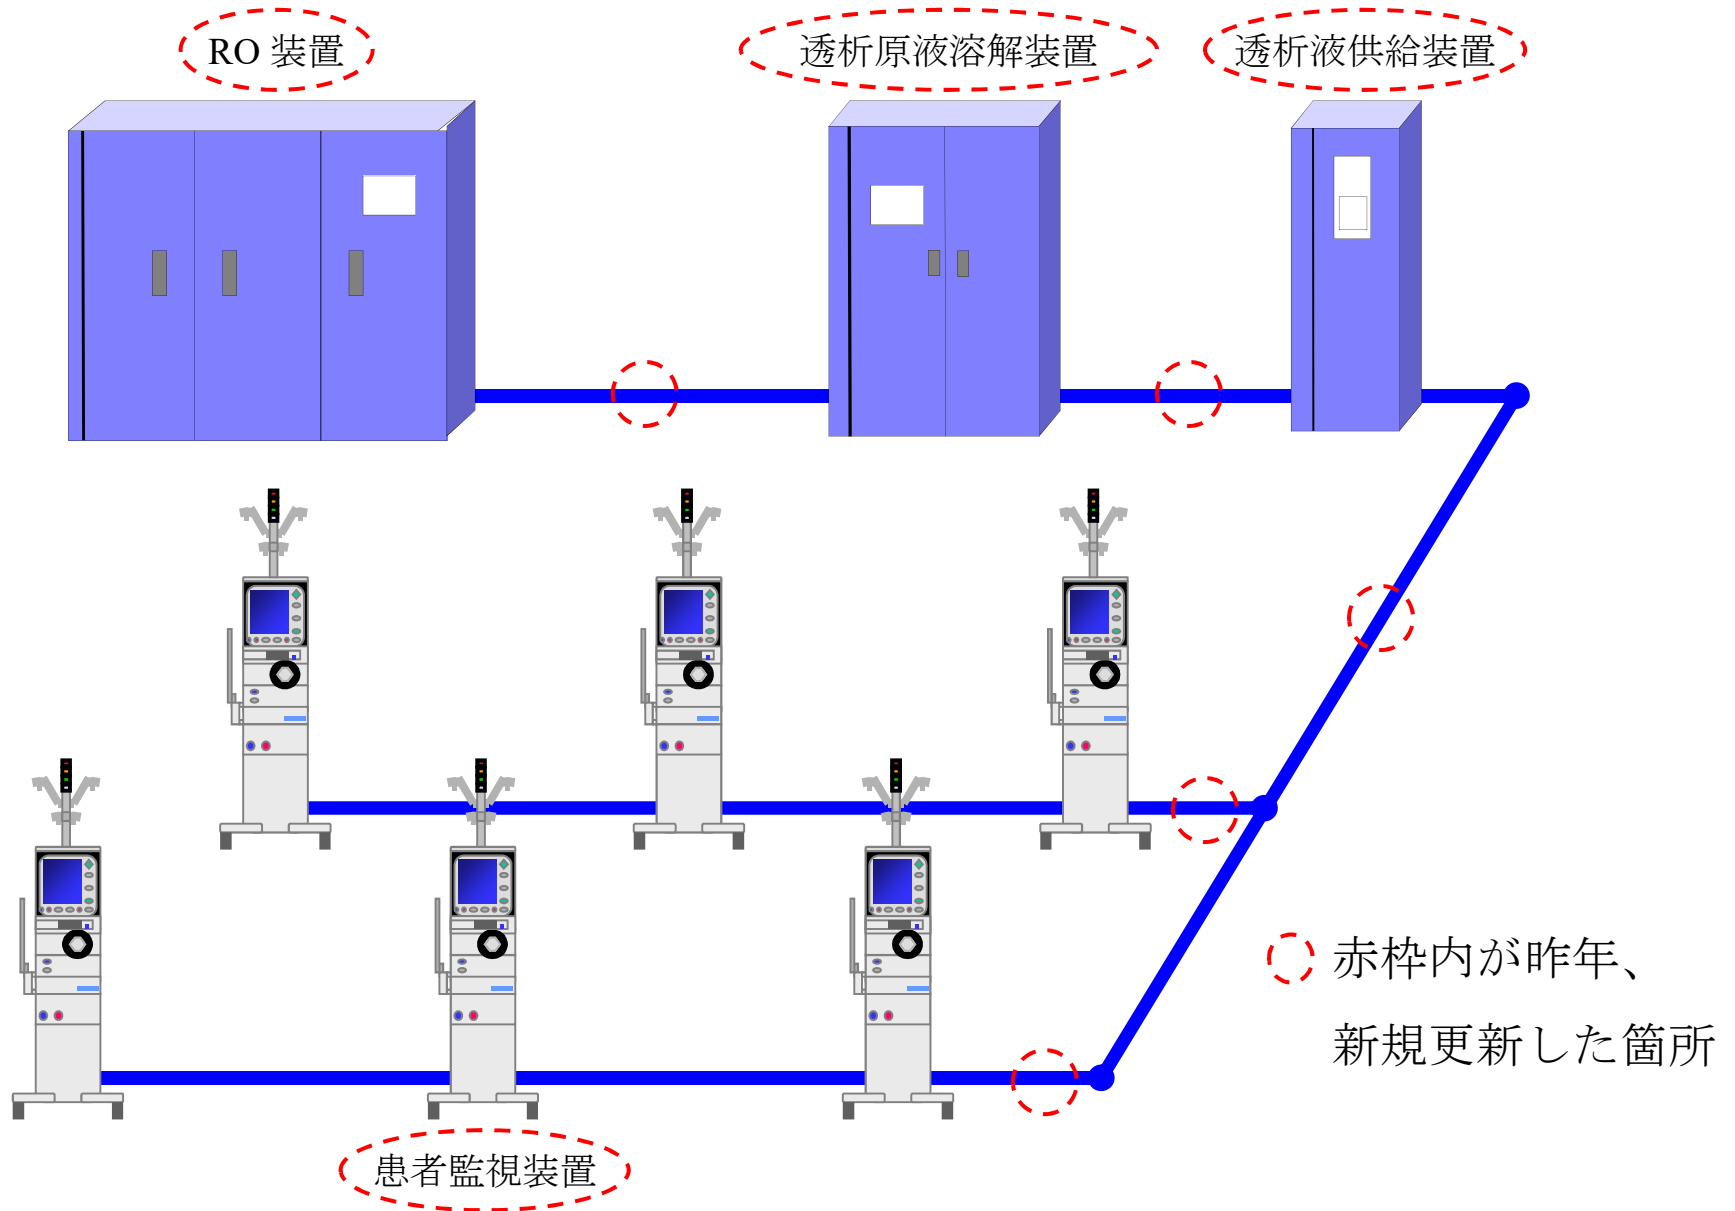 RO 装置
透析原液溶解装置
透析液供給装置
赤枠内が昨年、
新規更新した箇所
患者監視装置